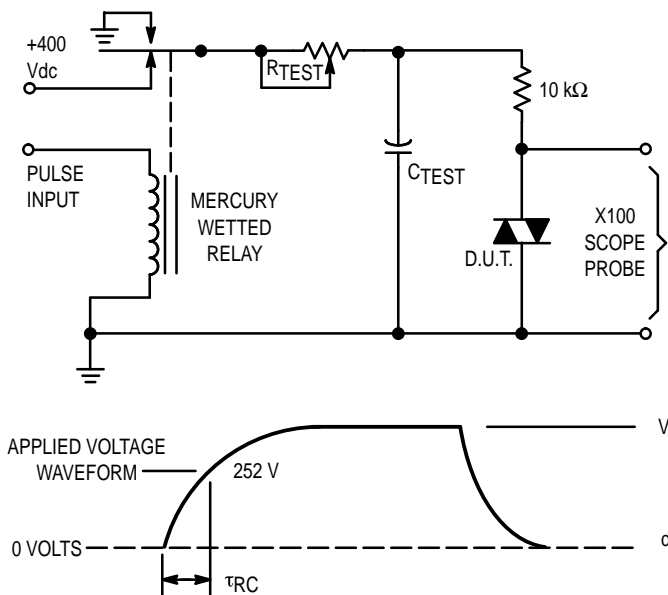 +400
Vdc
RTEST
10 kΩ
PULSE
INPUT
MERCURY
WETTED
RELAY
CTEST
D.U.T.
X100
SCOPE
PROBE
APPLIED VOLTAGE
WAVEFORM
252 V
0 VOLTS
τRC